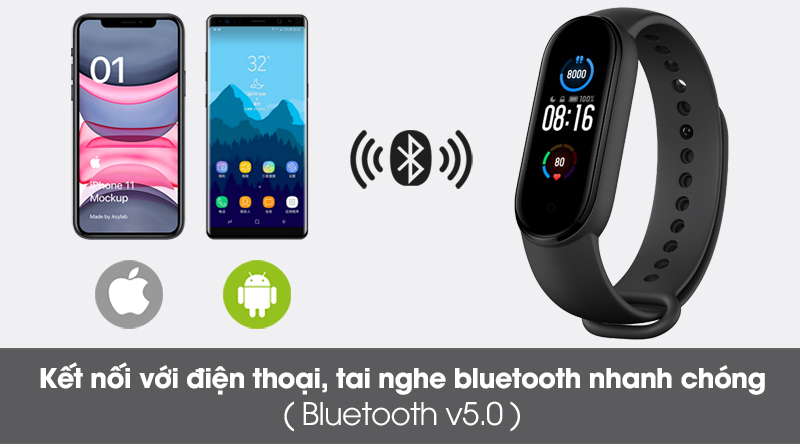 01
iPhone 11
Mockup
Made by Asylab
32°
8000
100%
08:16
80
Kết nối với điện thoại, tai nghe bluetooth nhanh chóng
( Bluetooth v5.0 )